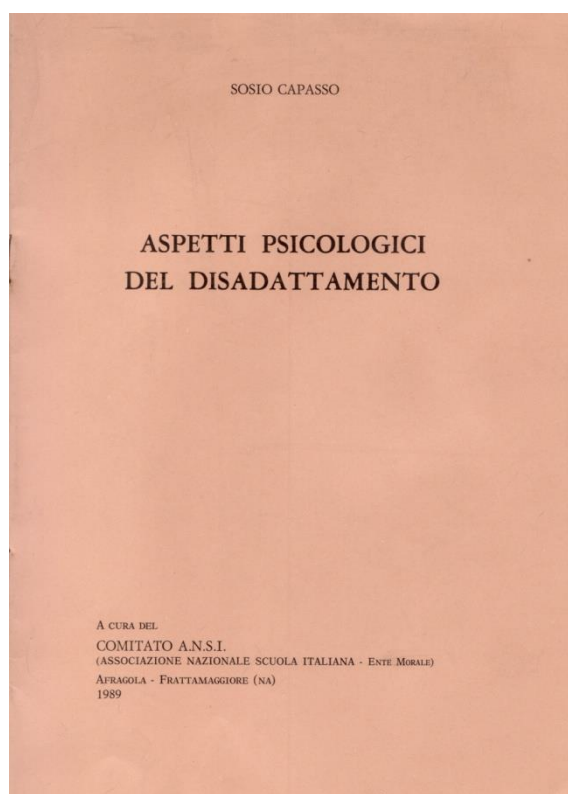 SOSIO CAPASSO
ASPETTI PSICOLOGICI
DEL DISADATTAMENTO
A CURA DEL
COMITATO A.N.S.I.
(ASSOCIAZIONE NAZIONALE SCUOLA ITALIANA - ENTE MORALE)
AFRAGOLA - FRATTAMAGGIORE (NA)
1989